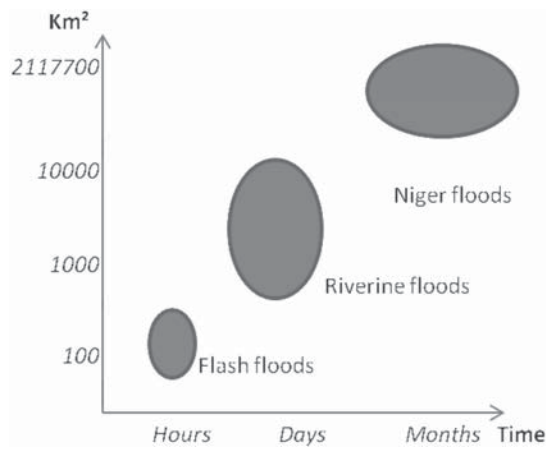 Km²
2117700
10000
Niger floods
1000
Riverine floods
100
Flash floods
Hours Days Months Time